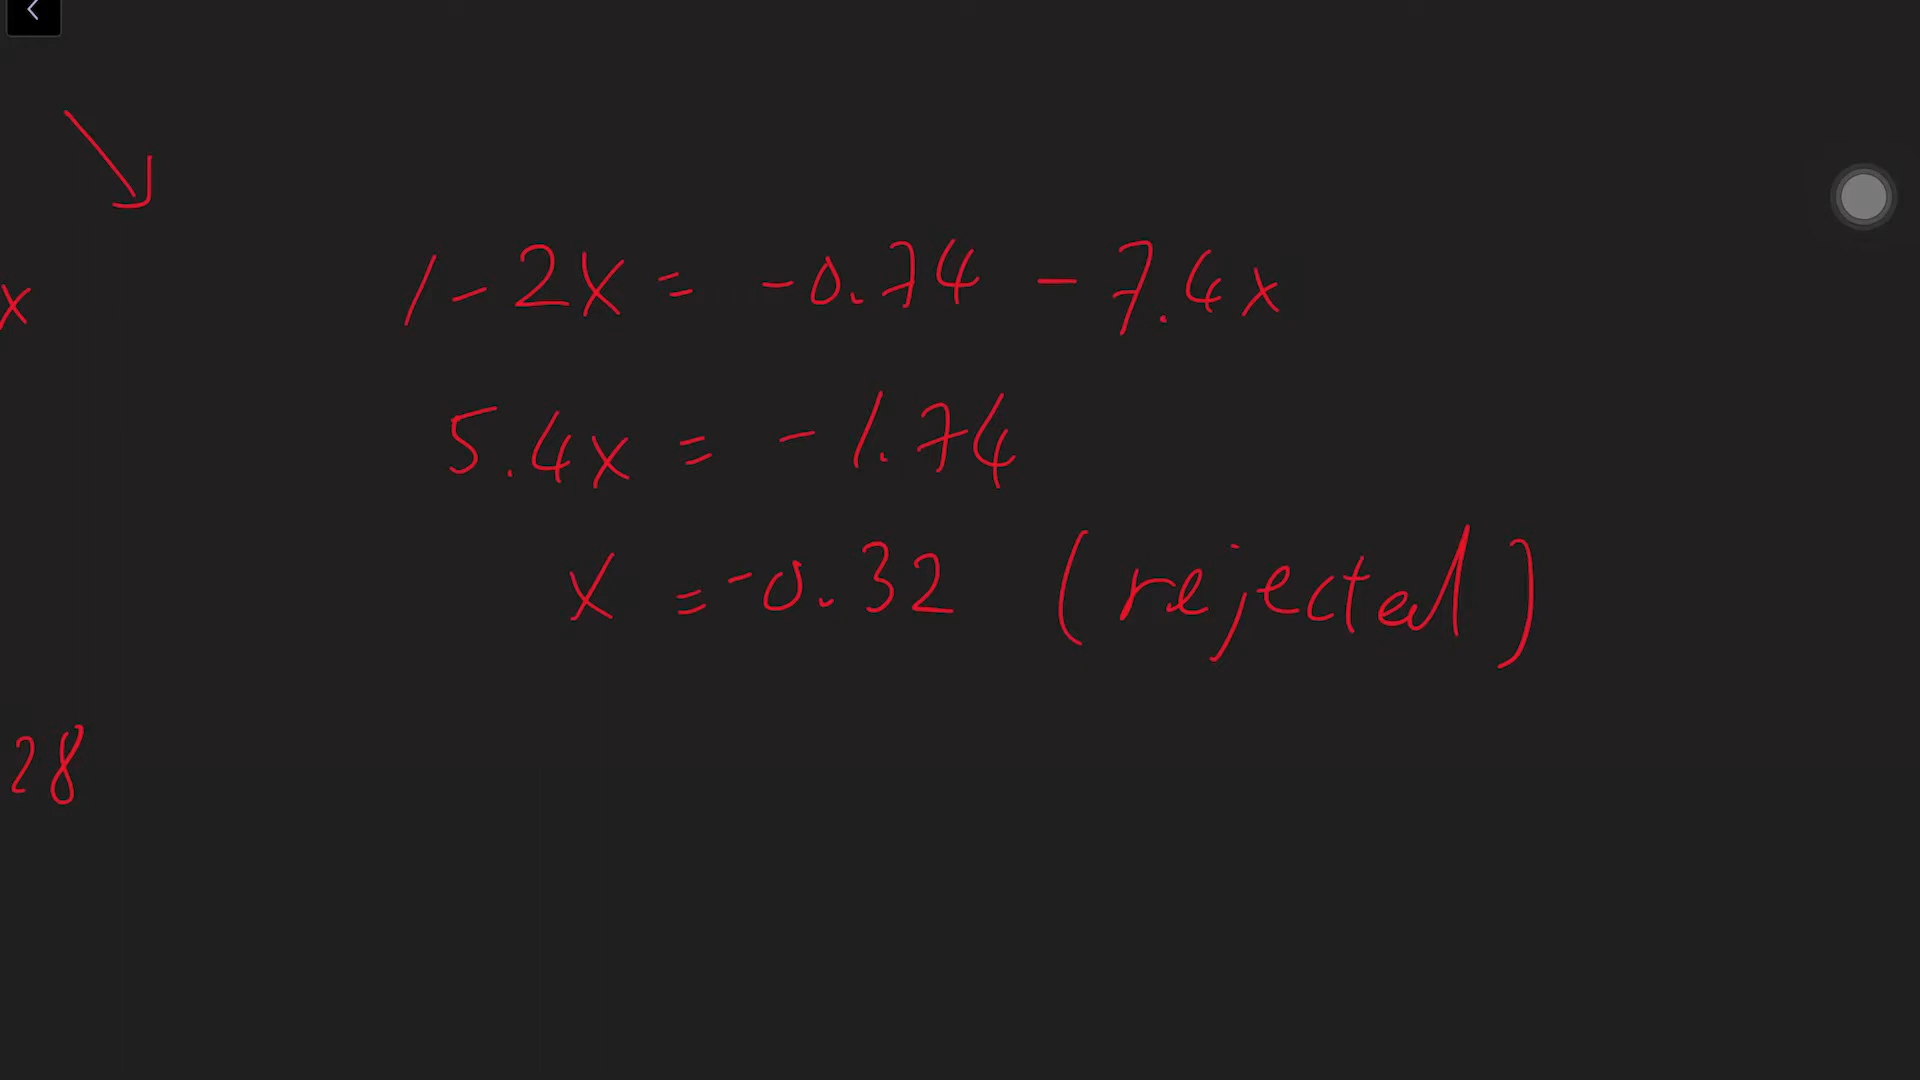 x
1 - 2x = -0.74 - 7.4x
5.4x = -1.74
x = -0.32 (rejected)
28